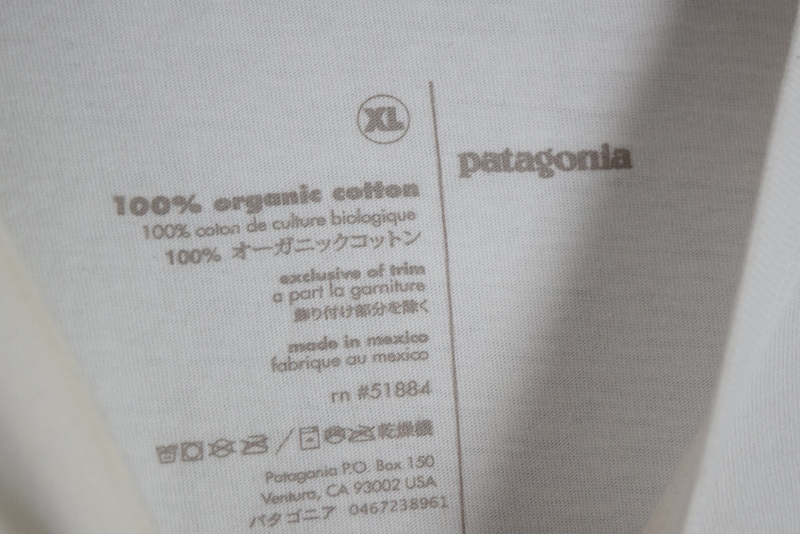 XL
patagonia
100% organic cotton
100% coton de culture biologique
100% オーガニックコットン
exclusive of trim
a part la garniture
飾り付け部分を除く
made in mexico
fabrique au mexico
rn #51884
乾燥機
Patagonia P.O. Box 150
Ventura, CA 93002 USA
パタゴニア 0467238961